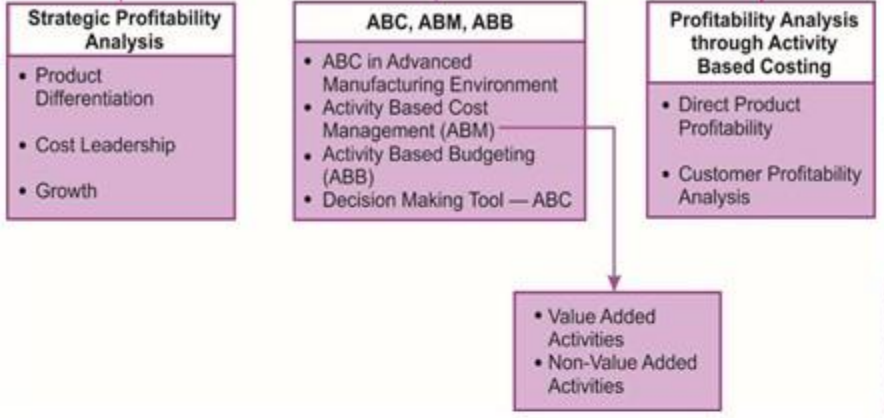 Strategic Profitability
Analysis
• Product
Differentiation
• Cost Leadership
• Growth
ABC, ABM, ABB
• ABC in Advanced
Manufacturing Environment
• Activity Based Cost
Management (ABM)
• Activity Based Budgeting
(ABB)
• Decision Making Tool — ABC
Profitability Analysis
through Activity
Based Costing
• Direct Product
Profitability
• Customer Profitability
Analysis
• Value Added
Activities
• Non-Value Added
Activities